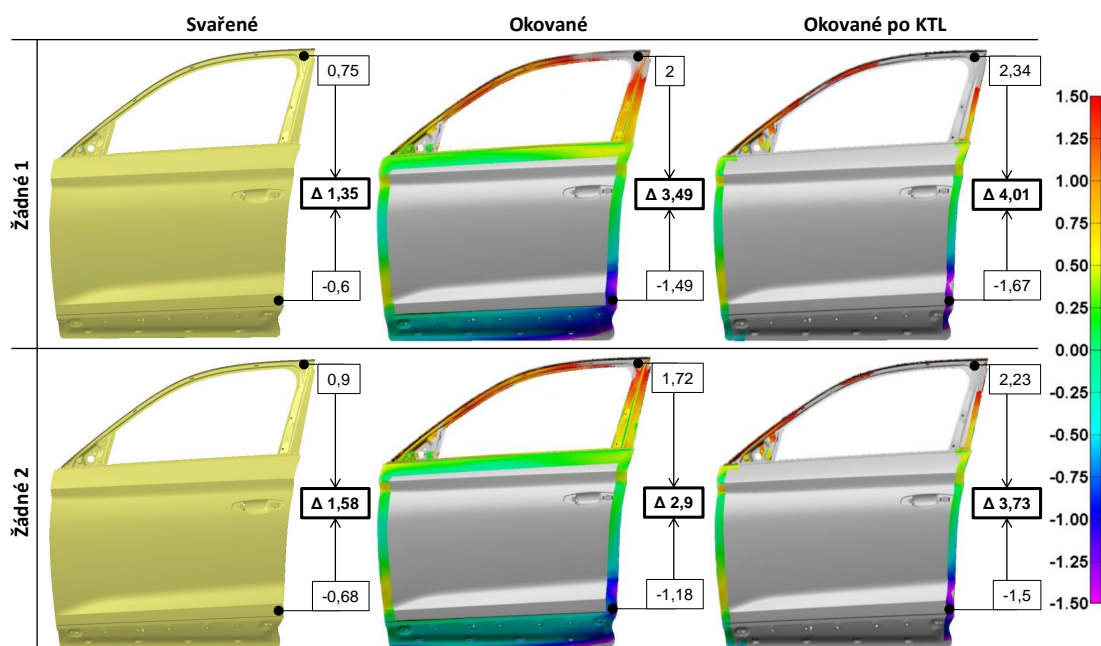 Svařené
Okované
Okované po KTL
Žádné 1
0,75
2
2,34
Δ 1,35
Δ 3,49
Δ 4,01
-0,6
-1,49
-1,67
Žádné 2
0,9
1,72
2,23
Δ 1,58
Δ 2,9
Δ 3,73
-0,68
-1,18
-1,5
1.50
1.25
1.00
0.75
0.50
0.25
0.00
-0.25
-0.50
-0.75
-1.00
-1.25
-1.50